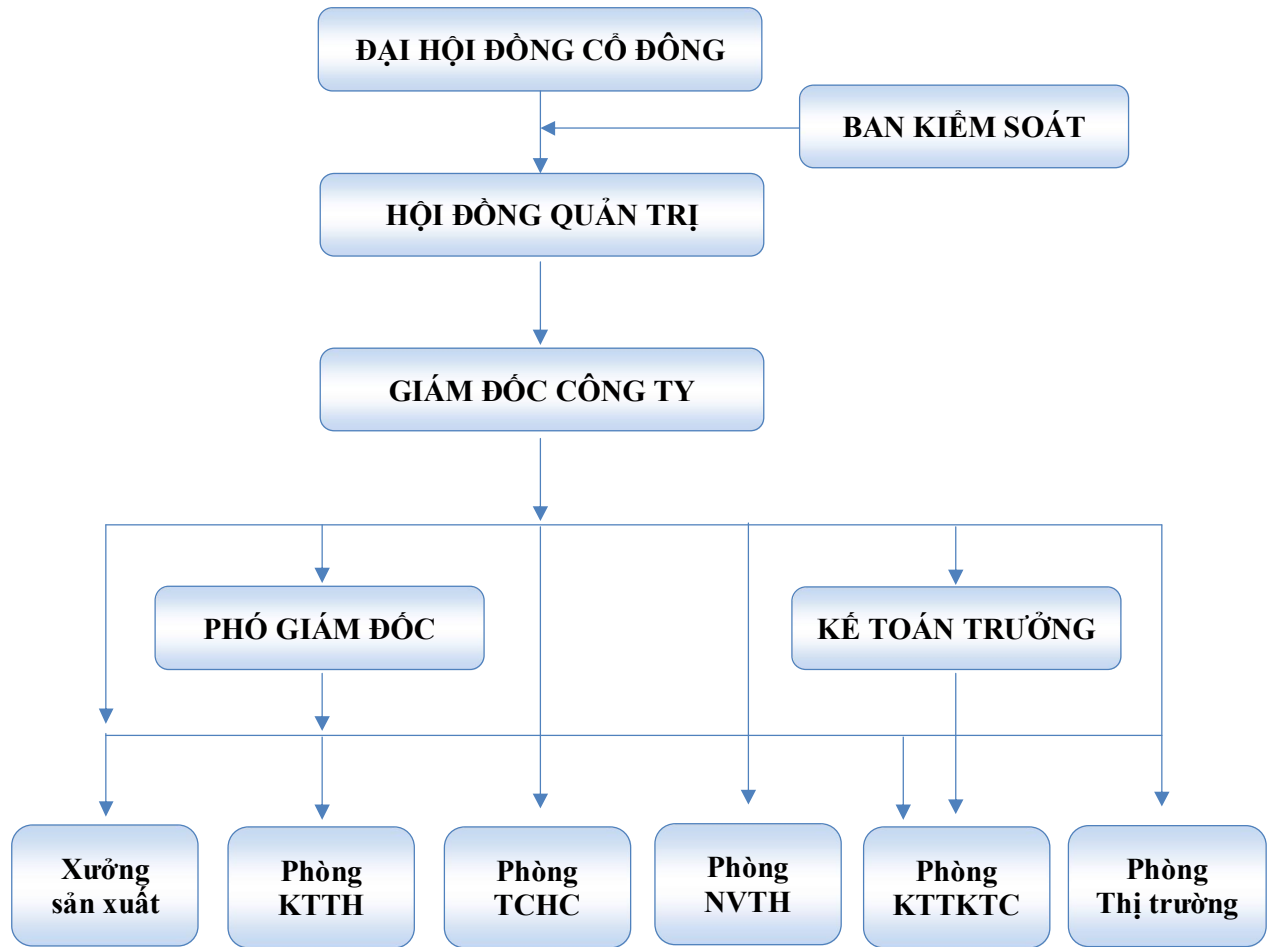 ĐẠI HỘI ĐỒNG CỔ ĐÔNG
BAN KIỂM SOÁT
HỘI ĐỒNG QUẢN TRỊ
GIÁM ĐỐC CÔNG TY
PHÓ GIÁM ĐỐC
KẾ TOÁN TRƯỞNG
Xưởng
sản xuất
Phòng
KTTH
Phòng
TCHC
Phòng
NVTH
Phòng
KTTKTC
Phòng
Thị trường